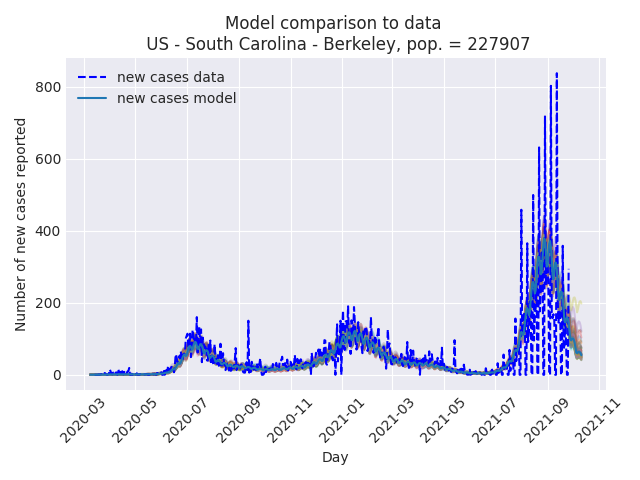 Model comparison to data
US - South Carolina - Berkeley, pop. = 227907
new cases data
new cases model
Number of new cases reported
800
600
400
200
0
2020-03
2020-05
2020-07
2020-09
2020-11
2021-01
2021-03
2021-05
2021-07
2021-09
2021-11
Day